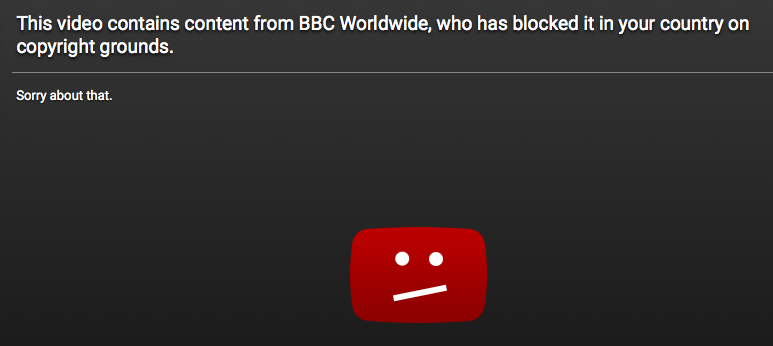 This video contains content from BBC Worldwide, who has blocked it in your country on
copyright grounds.
Sorry about that.